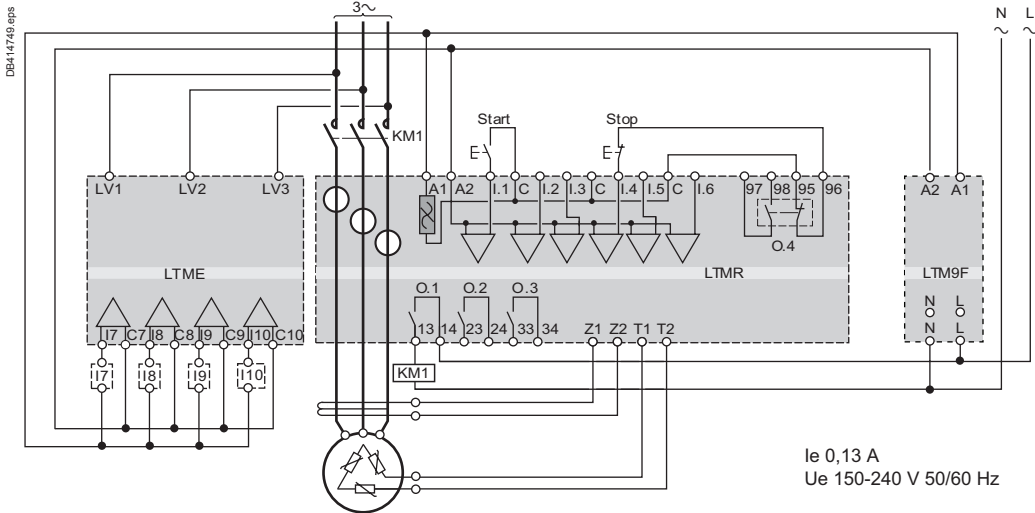 DB414749.eps
3~
N L
~ ~
Start
Stop
KM1
LV1 LV2 LV3
A1 A2 I.1 C I.2 I.3 C I.4 I.5 C I.6 97 98 95 96
A2 A1
O.4
LTME
LTMR
LTM9F
O.1 O.2 O.3
N L
I7 C7 I8 C8 I9 C9 I10 C10
13 14 23 24 33 34 Z1 Z2 T1 T2
N L
I7 I8 I9 I10
KM1
Ie 0,13 A
Ue 150-240 V 50/60 Hz